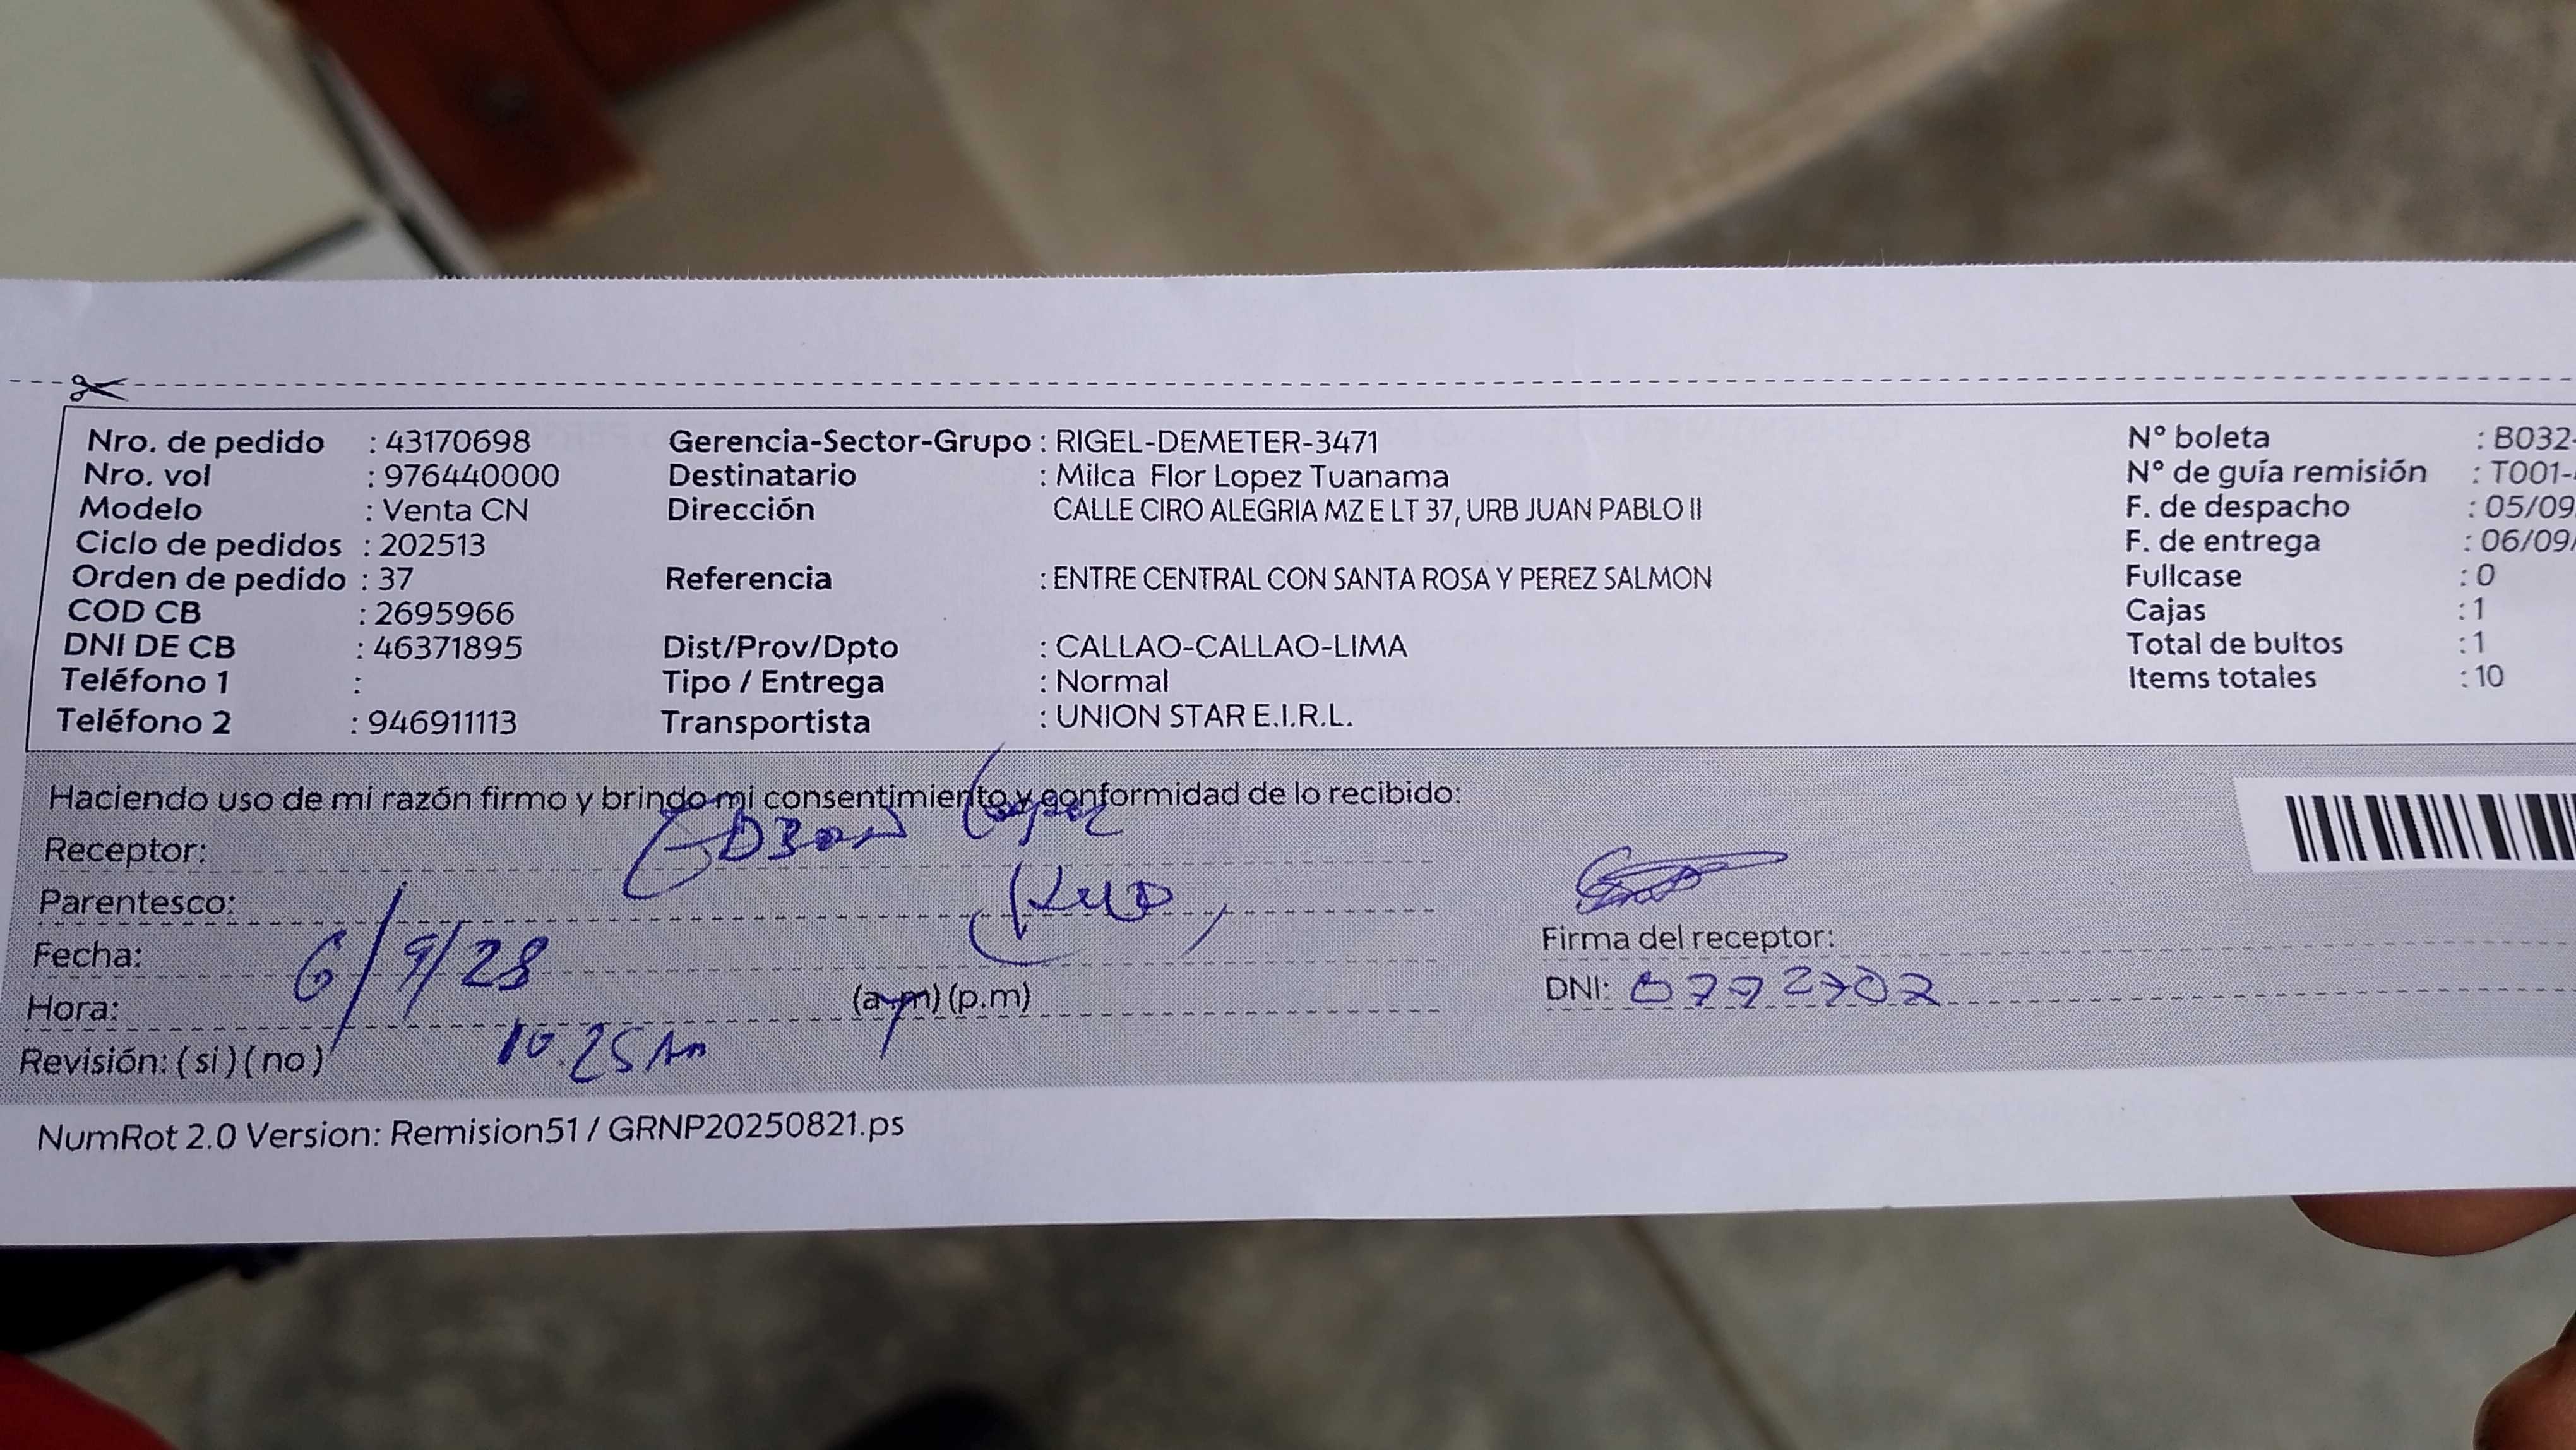 Nro. de pedido : 43170698 Gerencia-Sector-Grupo : RIGEL-DEMETER-3471 N° boleta : B032-
Nro. vol : 976440000 Destinatario : Milca Flor Lopez Tuanama N° de guía remisión : T001-
Modelo : Venta CN Dirección CALLE CIRO ALEGRIA MZ E LT 37, URB JUAN PABLO II F. de despacho : 05/09
Ciclo de pedidos : 202513 F. de entrega : 06/09/
Orden de pedido : 37 Referencia : ENTRE CENTRAL CON SANTA ROSA Y PEREZ SALMON Fullcase : 0
COD CB : 2695966 Cajas : 1
DNI DE CB : 46371895 Dist/Prov/Dpto : CALLAO-CALLAO-LIMA Total de bultos : 1
Teléfono 1 : Tipo / Entrega : Normal Items totales : 10
Teléfono 2 : 946911113 Transportista : UNION STAR E.I.R.L.
Haciendo uso de mi razón firmo y brindo mi consentimiento y conformidad de lo recibido:
Receptor: Lopez
Parentesco:
Fecha: 6/9/28 Firma del receptor:
Hora: (a.m) (p.m) DNI:
Revisión: (si) (no) 10.25 Am
NumRot 2.0 Version: Remision51 / GRNP20250821.ps